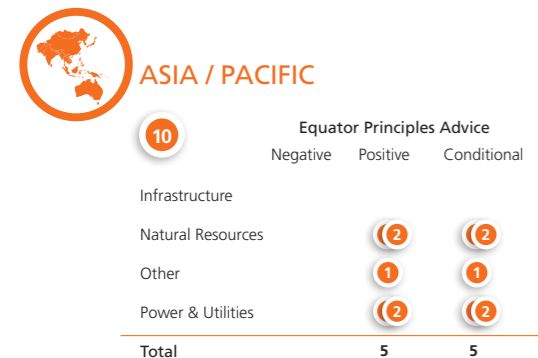 ASIA / PACIFIC
10
Equator Principles Advice
Negative Positive Conditional
Infrastructure
Natural Resources 2 2
Other 1 1
Power & Utilities 2 2
Total 5 5